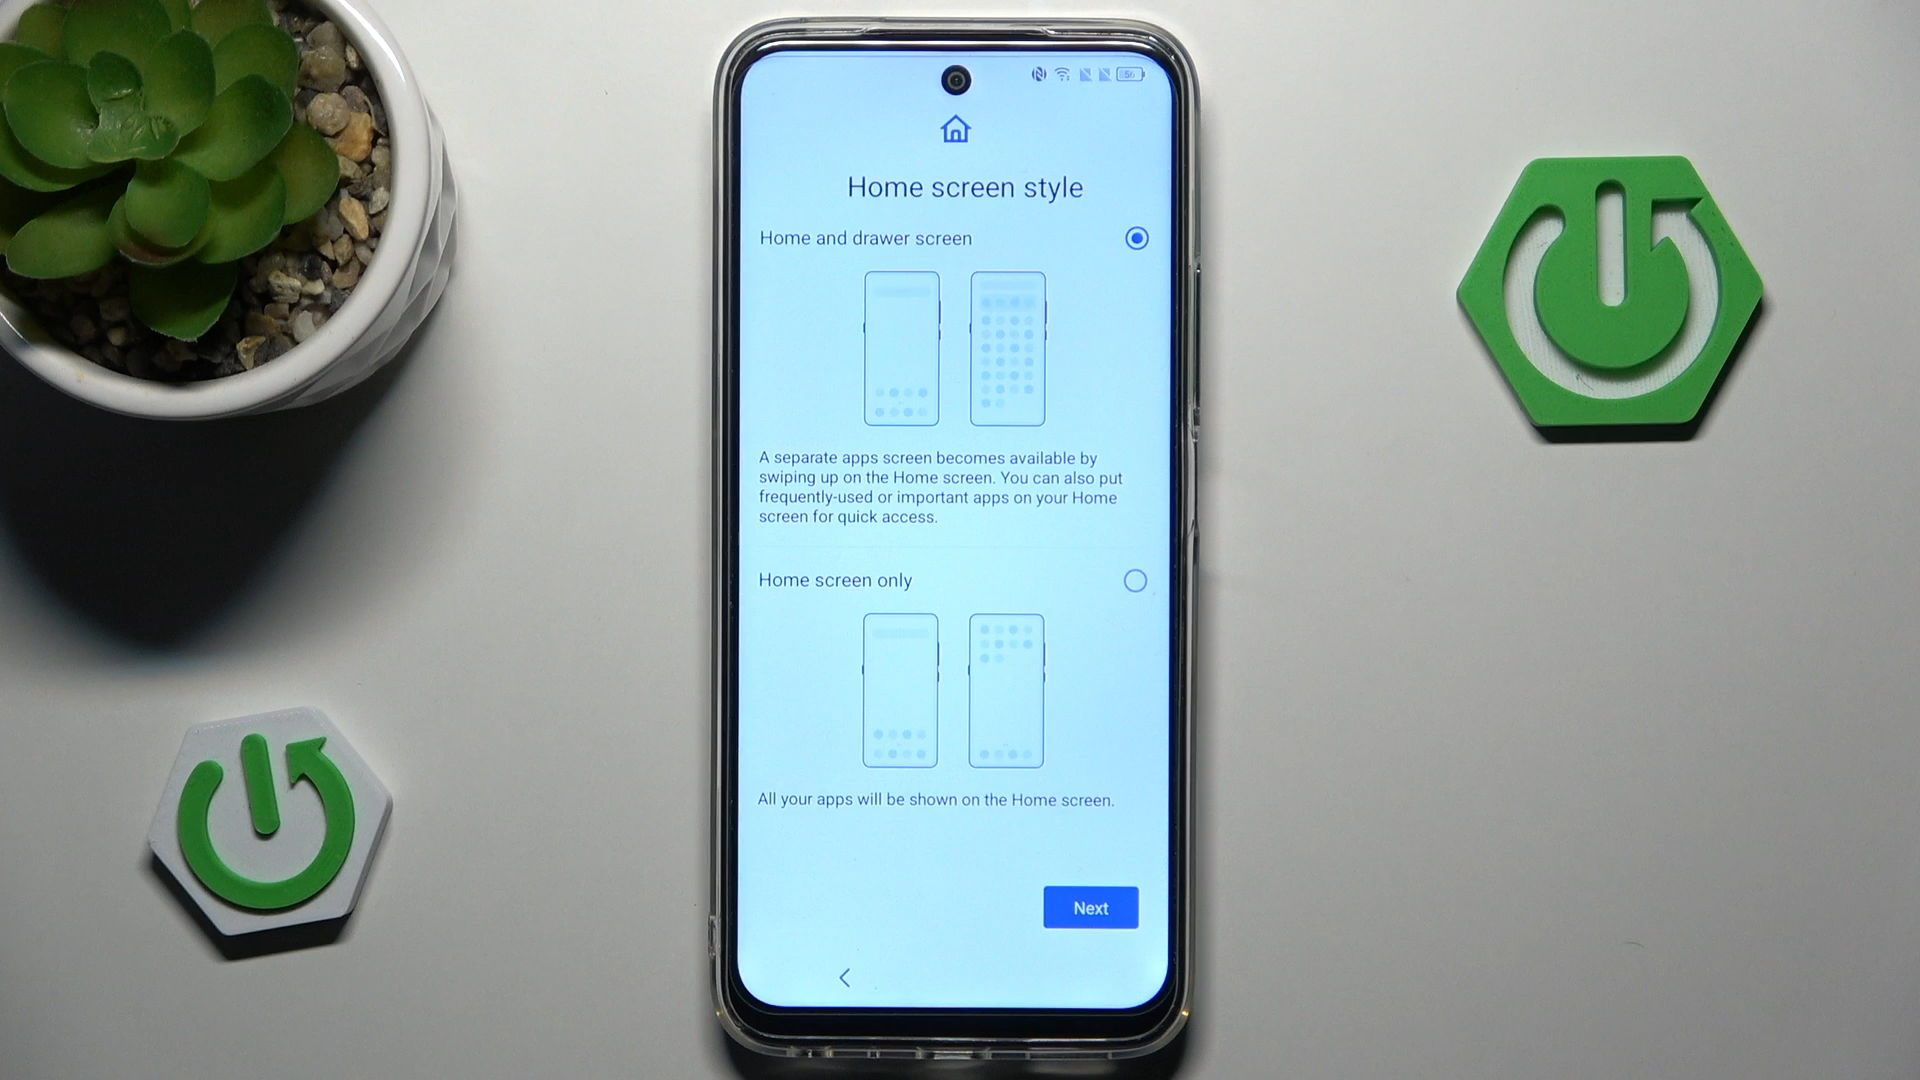 56
Home screen style
Home and drawer screen
A separate apps screen becomes available by
swiping up on the Home screen. You can also put
frequently-used or important apps on your Home
screen for quick access.
Home screen only
All your apps will be shown on the Home screen.
Next